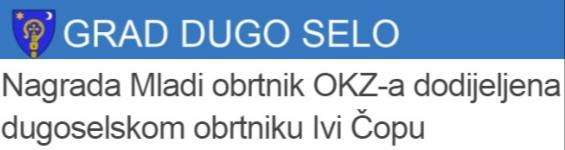 GRAD DUGO SELO
Nagrada Mladi obrtnik OKZ-a dodijeljena
dugoselskom obrtniku Ivi Čopu